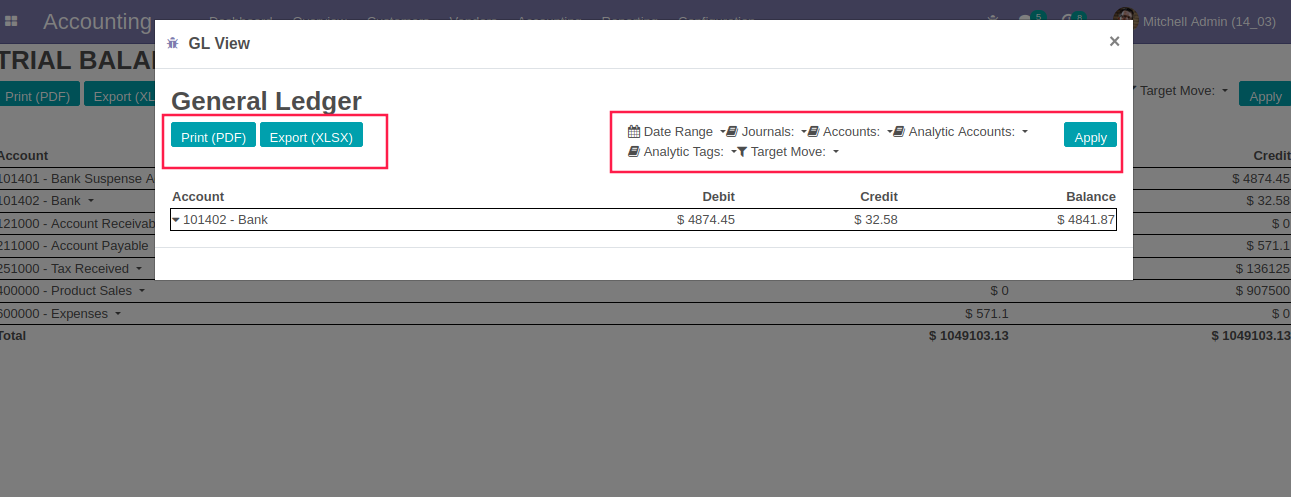 Accounting Dashboard Overview Customers Vendors Accounting Reporting Configuration 5 8 Mitchell Admin (14_03)
TRIAL BALA
Print (PDF) Export (XL Target Move: Apply
GL View ×
General Ledger
Print (PDF) Export (XLSX)
Date Range Journals: Accounts: Analytic Accounts: Apply
Analytic Tags: Target Move:
Account Debit Credit Balance
101402 - Bank $ 4874.45 $ 32.58 $ 4841.87
Account Credit
101401 - Bank Suspense A $ 4874.45
101402 - Bank $ 32.58
121000 - Account Receivab $ 0
211000 - Account Payable $ 571.1
251000 - Tax Received $ 136125
400000 - Product Sales $ 0 $ 907500
600000 - Expenses $ 571.1 $ 0
Total $ 1049103.13 $ 1049103.13